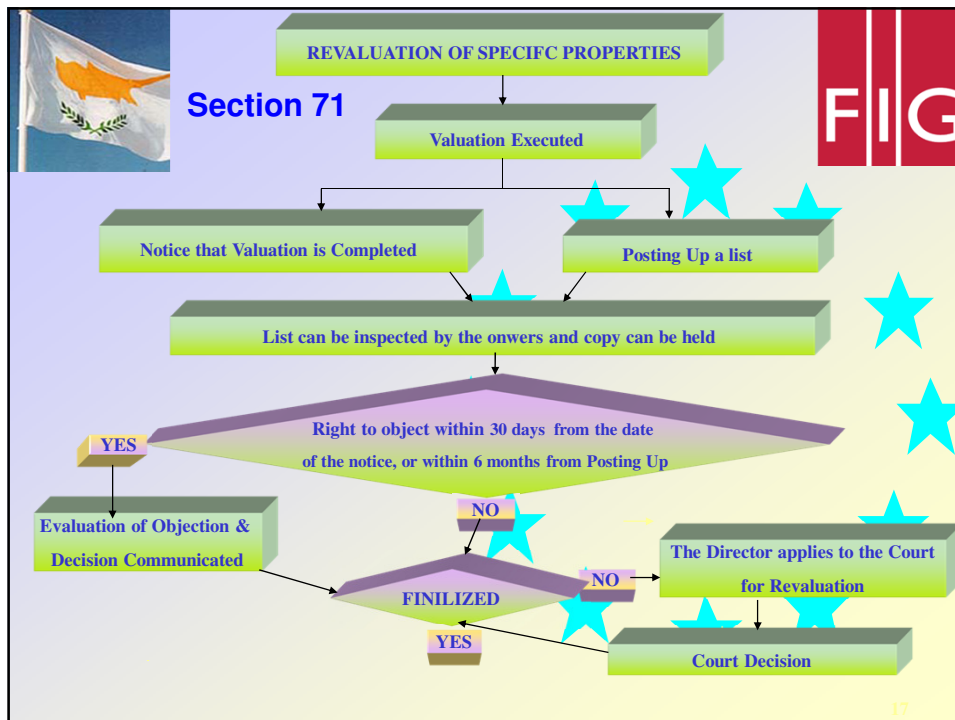 REVALUATION OF SPECIFC PROPERTIES
Section 71
FIG
Valuation Executed
Notice that Valuation is Completed
Posting Up a list
List can be inspected by the onwers and copy can be held
Right to object within 30 days from the date
of the notice, or within 6 months from Posting Up
YES
NO
Evaluation of Objection &
Decision Communicated
The Director applies to the Court
for Revaluation
NO
FINILIZED
YES
Court Decision
17